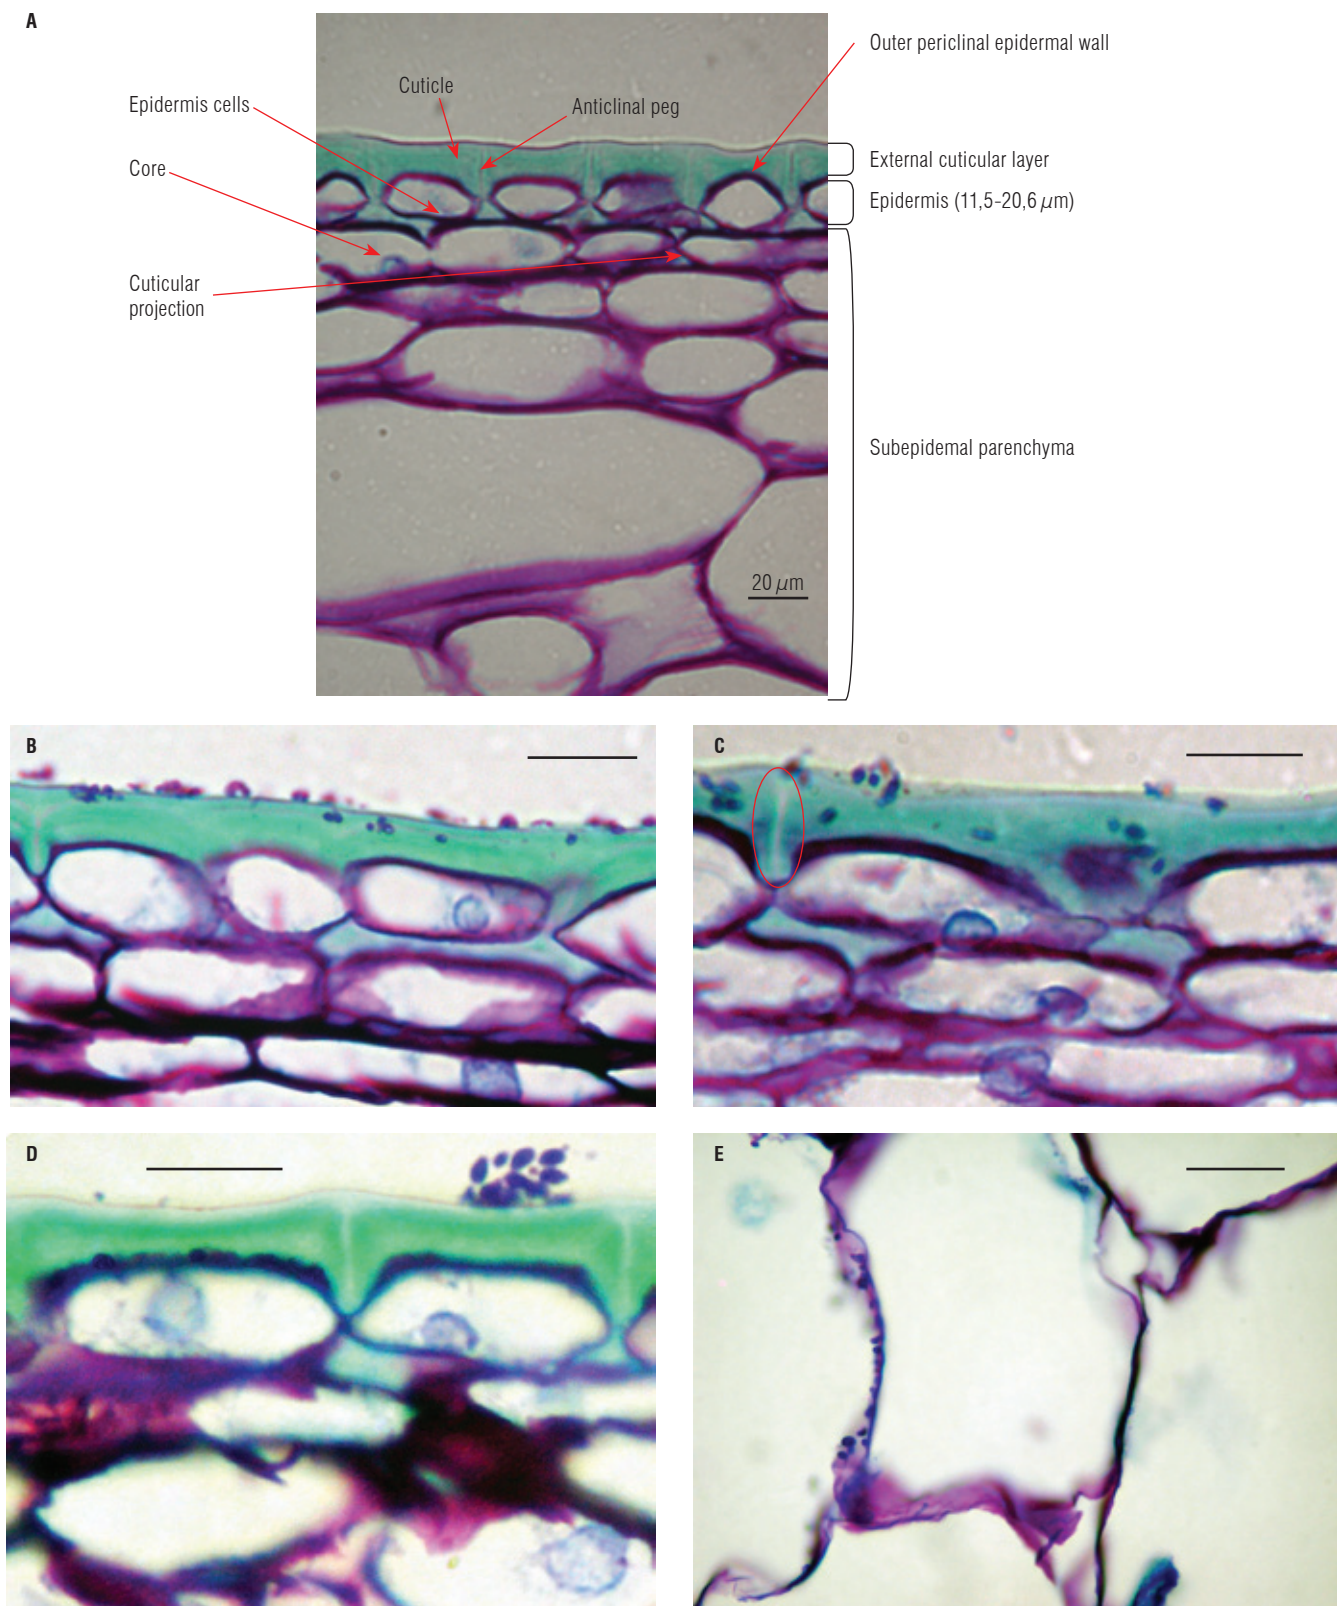 A
Outer periclinal epidermal wall
Cuticle
Epidermis cells
Anticlinal peg
External cuticular layer
Core
Epidermis (11,5-20,6 µm)
Cuticular
projection
Subepidemal parenchyma
20 µm
B
C
D
E